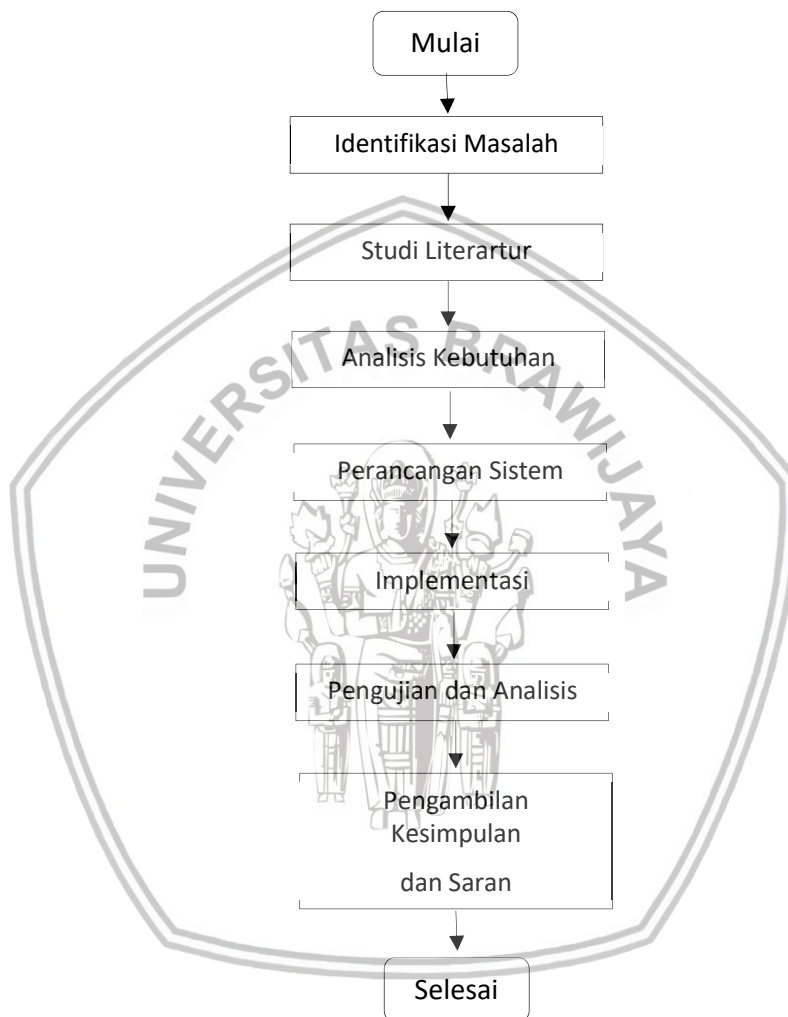 Mulai
Identifikasi Masalah
Studi Literartur
UNIVERSITAS BRAWIJAYA
Analisis Kebutuhan
Perancangan Sistem
Implementasi
Pengujian dan Analisis
Pengambilan
Kesimpulan
dan Saran
Selesai